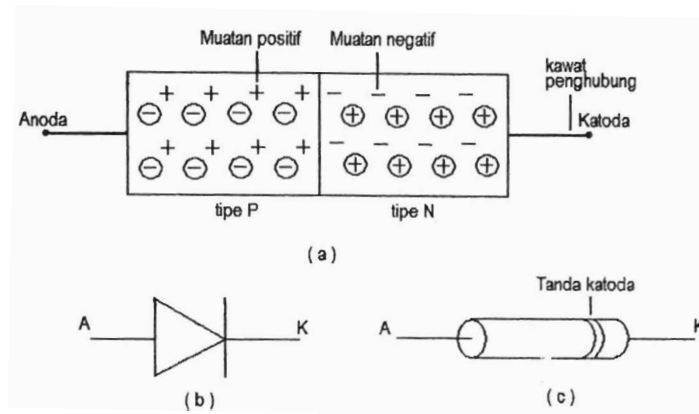 Muatan positif
Muatan negatif
kawat
penghubung
Anoda
Katoda
+ + + +
− − − −
− − − −
+ + + +
+ + + +
− − − −
− − − −
+ + + +
tipe P
tipe N
( a )
Tanda katoda
A
K
A
K
( b )
( c )